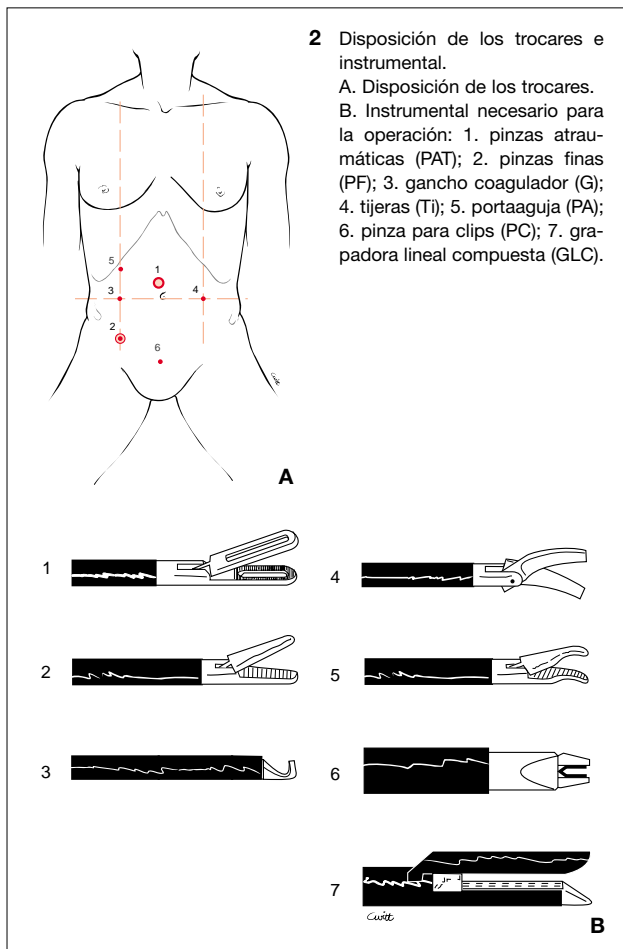 2 Disposición de los trocares e
instrumental.
A. Disposición de los trocares.
B. Instrumental necesario para
la operación: 1. pinzas atrau-
máticas (PAT); 2. pinzas finas
(PF); 3. gancho coagulador (G);
4. tijeras (Ti); 5. portaaguja (PA);
6. pinza para clips (PC); 7. gra-
padora lineal compuesta (GLC).
5
1
3
4
2
6
A
1
4
2
5
3
6
7
B